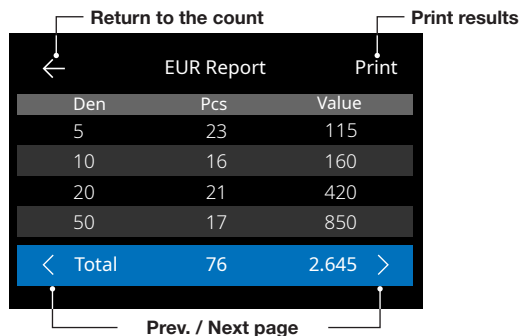 Return to the count Print results
EUR Report Print
Den Pcs Value
5 23 115
10 16 160
20 21 420
50 17 850
Total 76 2.645
Prev. / Next page